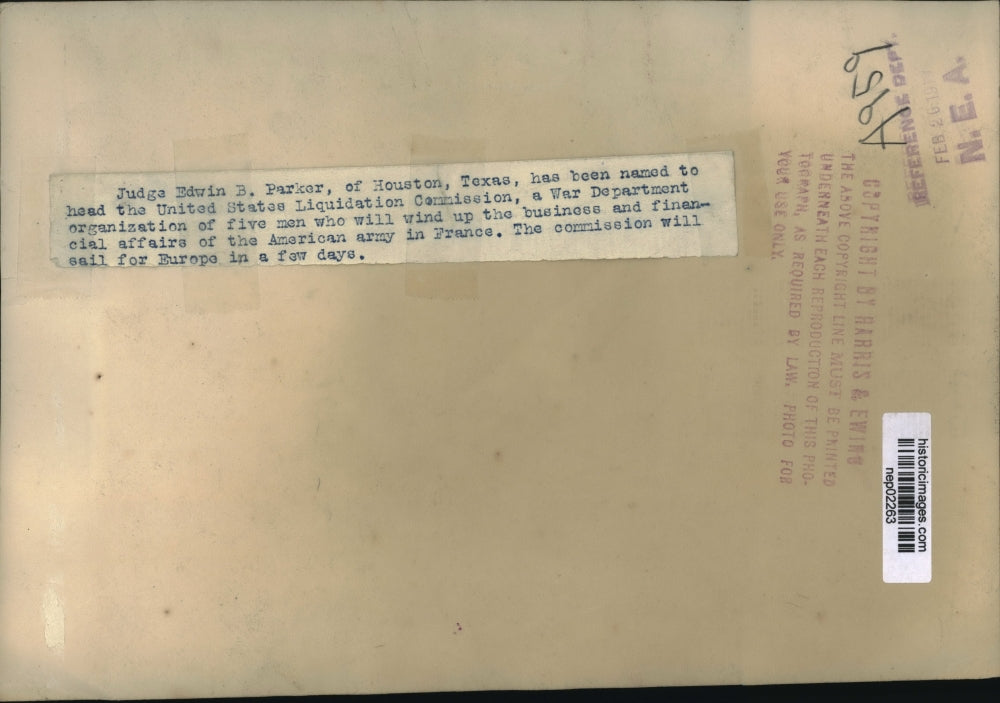 Judge Edwin B. Parker, of Houston, Texas, has been named to
head the United States Liquidation Commission, a War Department
organization of five men who will wind up the business and finan-
cial affairs of the American army in France. The commission will
sail for Europe in a few days.
A959
REFERENCE DEPT.
FEB 26 191
N. E. A.
COPYRIGHT BY HARRIS & EWING
THE ABOVE COPYRIGHT LINE MUST BE PRINTED
UNDERNEATH EACH REPRODUCTION OF THIS PHO-
TOGRAPH, AS REQUIRED BY LAW. PHOTO FOR
YOUR USE ONLY.
historicimages.com
nep02263